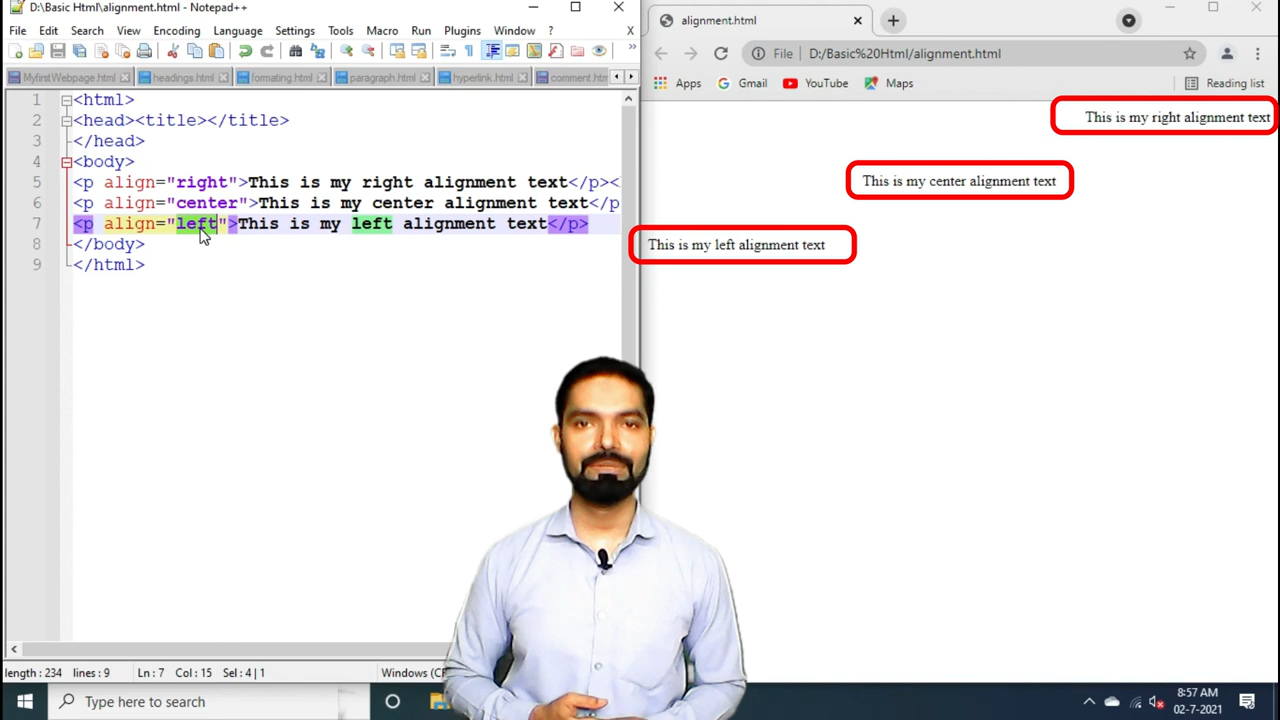 D:\Basic Html\alignment.html - Notepad++
File Edit Search View Encoding Language Settings Tools Macro Run Plugins Window ? X
MyfirstWebpage.html headings.html formating.html paragraph.html hyperlink.html comment.htm
1 <html>
2 <head><title></title>
3 </head>
4 <body>
5 <p align="right">This is my right alignment text</p><
6 <p align="center">This is my center alignment text</p
7 <p align="left">This is my left alignment text</p>
8 </body>
9 </html>
length : 234 lines : 9 Ln : 7 Col : 15 Sel : 4 | 1 Windows (CR
alignment.html
File D:/Basic%20Html/alignment.html
Apps Gmail YouTube Maps Reading list
This is my right alignment text
This is my center alignment text
This is my left alignment text
Type here to search
8:57 AM
02-7-2021